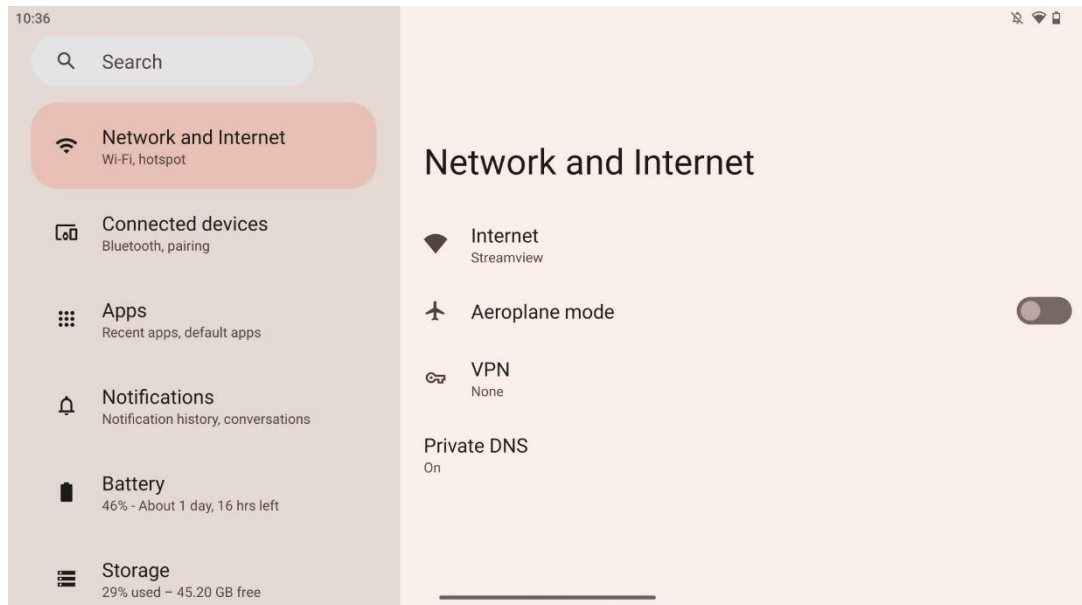 10:36
Search
Network and Internet
Wi-Fi, hotspot
Connected devices
Bluetooth, pairing
Apps
Recent apps, default apps
Notifications
Notification history, conversations
Battery
46% - About 1 day, 16 hrs left
Storage
29% used – 45.20 GB free
Network and Internet
Internet
Streamview
Aeroplane mode
VPN
None
Private DNS
On